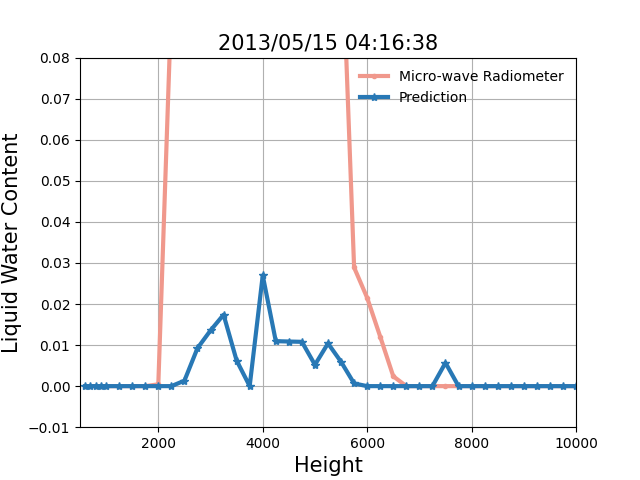 2013/05/15 04:16:38
Micro-wave Radiometer
Prediction
Liquid Water Content
0.08
0.07
0.06
0.05
0.04
0.03
0.02
0.01
0.00
−0.01
2000 4000 6000 8000 10000
Height